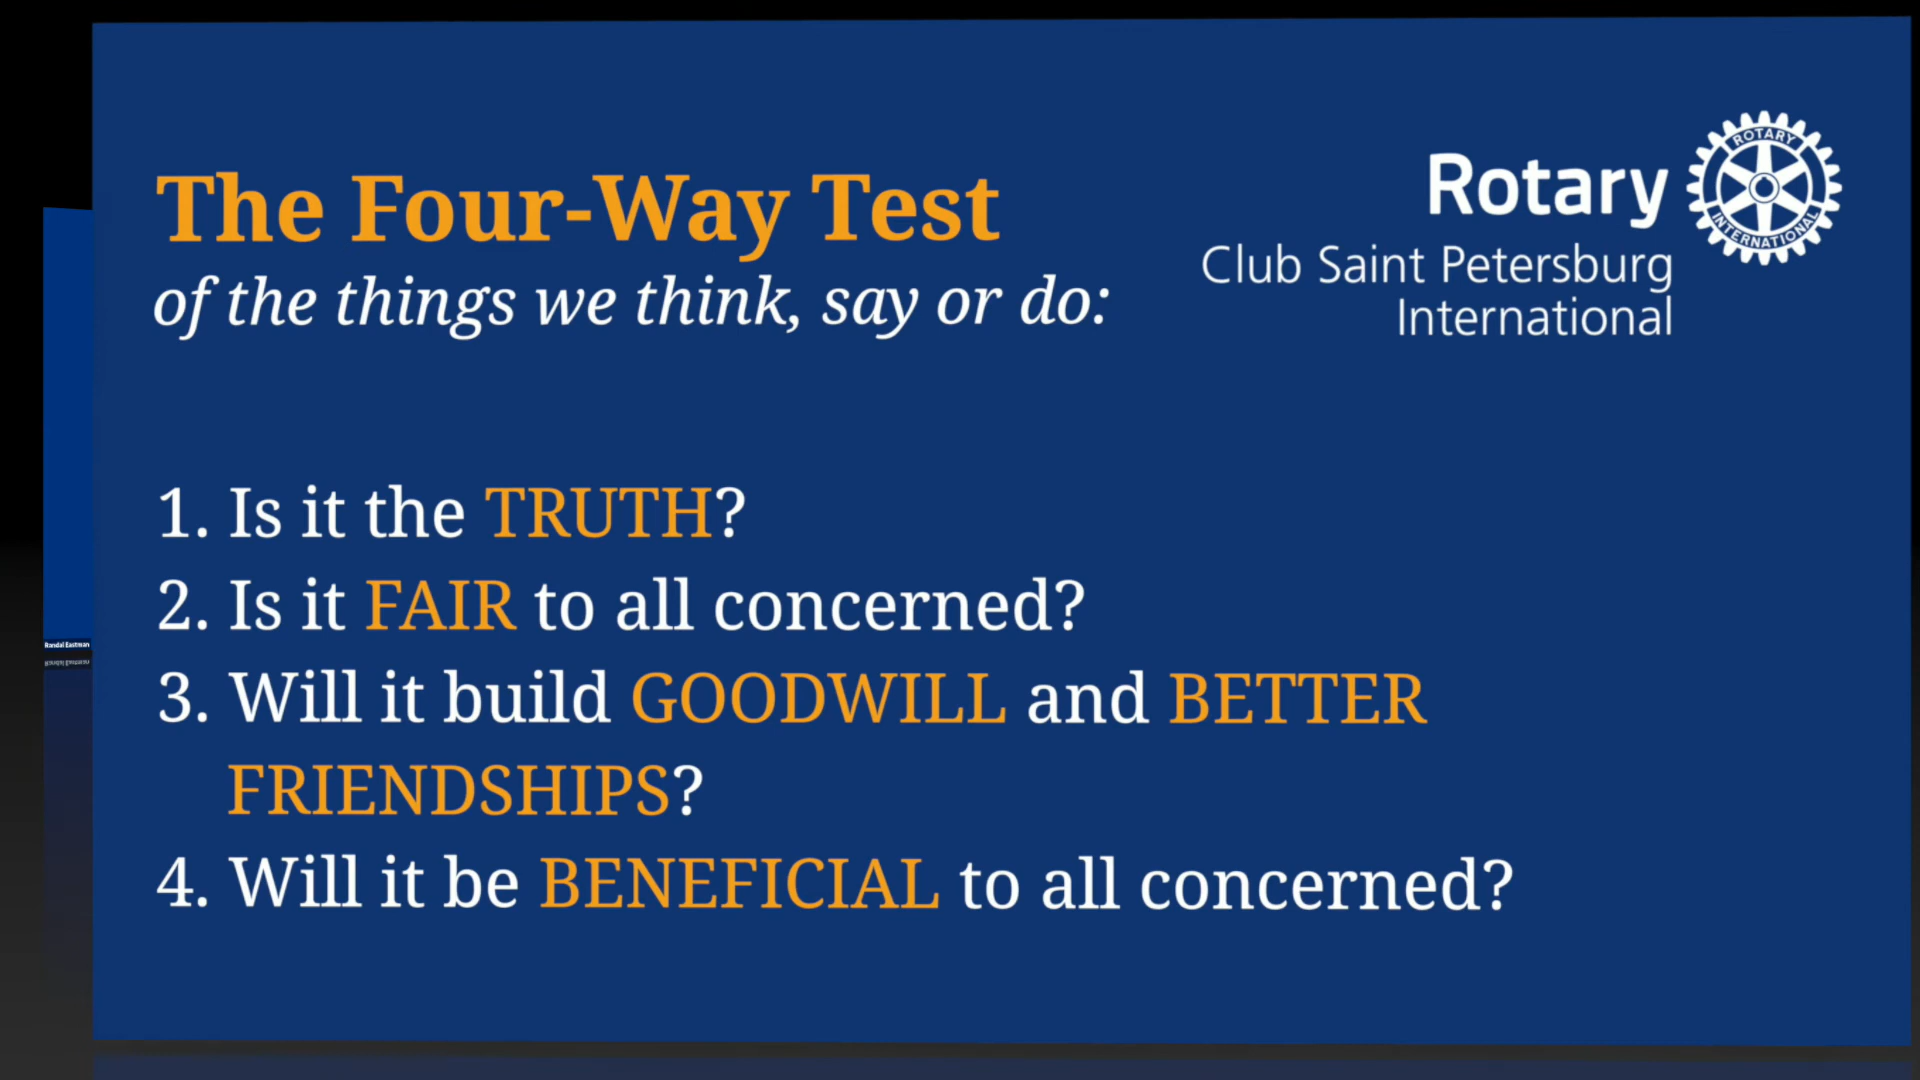 The Four-Way Test
of the things we think, say or do:
Rotary
Club Saint Petersburg
International
ROTARY
INTERNATIONAL
1. Is it the TRUTH?
2. Is it FAIR to all concerned?
3. Will it build GOODWILL and BETTER
FRIENDSHIPS?
4. Will it be BENEFICIAL to all concerned?
Randal Eastman